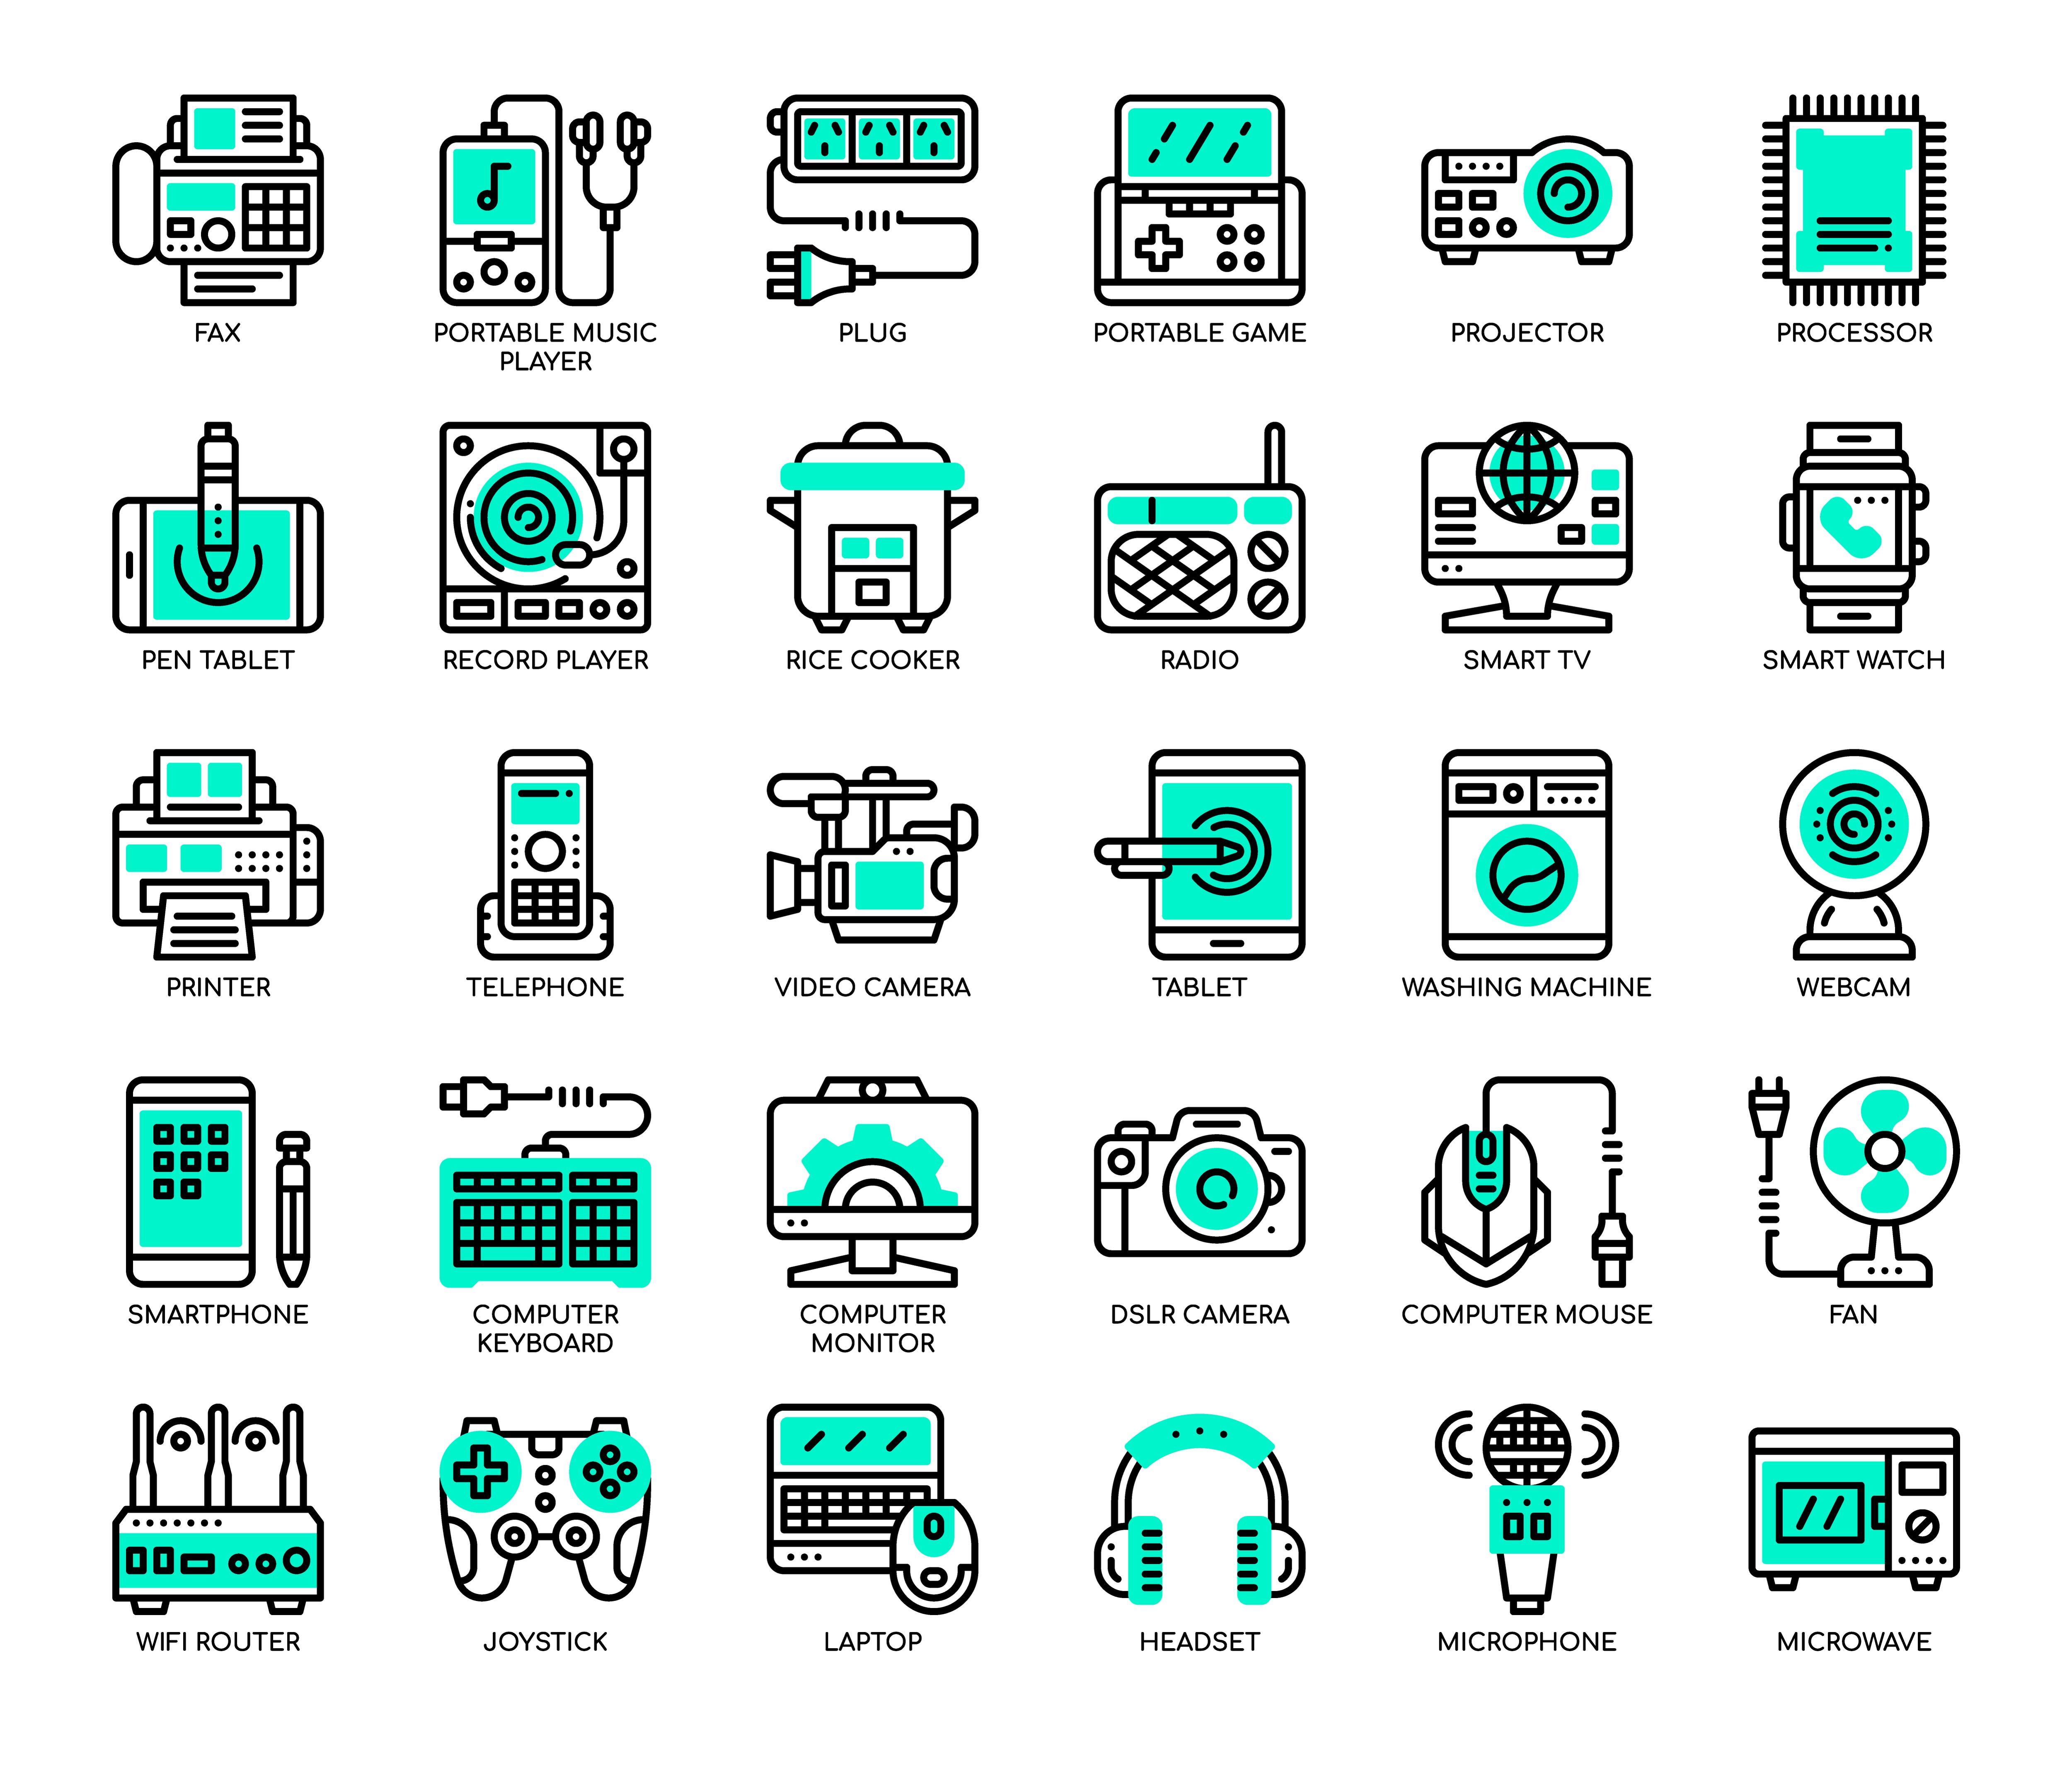 FAX
PORTABLE MUSIC
PLAYER
PLUG
PORTABLE GAME
PROJECTOR
PROCESSOR
PEN TABLET
RECORD PLAYER
RICE COOKER
RADIO
SMART TV
SMART WATCH
PRINTER
TELEPHONE
VIDEO CAMERA
TABLET
WASHING MACHINE
WEBCAM
SMARTPHONE
COMPUTER
KEYBOARD
COMPUTER
MONITOR
DSLR CAMERA
COMPUTER MOUSE
FAN
WIFI ROUTER
JOYSTICK
LAPTOP
HEADSET
MICROPHONE
MICROWAVE